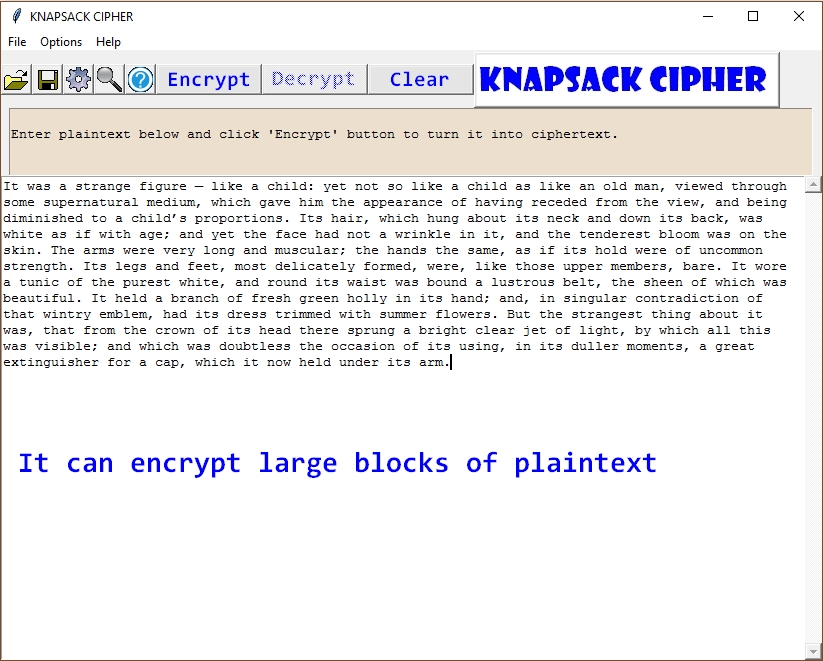 KNAPSACK CIPHER
File Options Help
Encrypt Decrypt Clear KNAPSACK CIPHER
Enter plaintext below and click 'Encrypt' button to turn it into ciphertext.
It was a strange figure — like a child: yet not so like a child as like an old man, viewed through
some supernatural medium, which gave him the appearance of having receded from the view, and being
diminished to a child’s proportions. Its hair, which hung about its neck and down its back, was
white as if with age; and yet the face had not a wrinkle in it, and the tenderest bloom was on the
skin. The arms were very long and muscular; the hands the same, as if its hold were of uncommon
strength. Its legs and feet, most delicately formed, were, like those upper members, bare. It wore
a tunic of the purest white, and round its waist was bound a lustrous belt, the sheen of which was
beautiful. It held a branch of fresh green holly in its hand; and, in singular contradiction of
that wintry emblem, had its dress trimmed with summer flowers. But the strangest thing about it
was, that from the crown of its head there sprung a bright clear jet of light, by which all this
was visible; and which was doubtless the occasion of its using, in its duller moments, a great
extinguisher for a cap, which it now held under its arm.
It can encrypt large blocks of plaintext